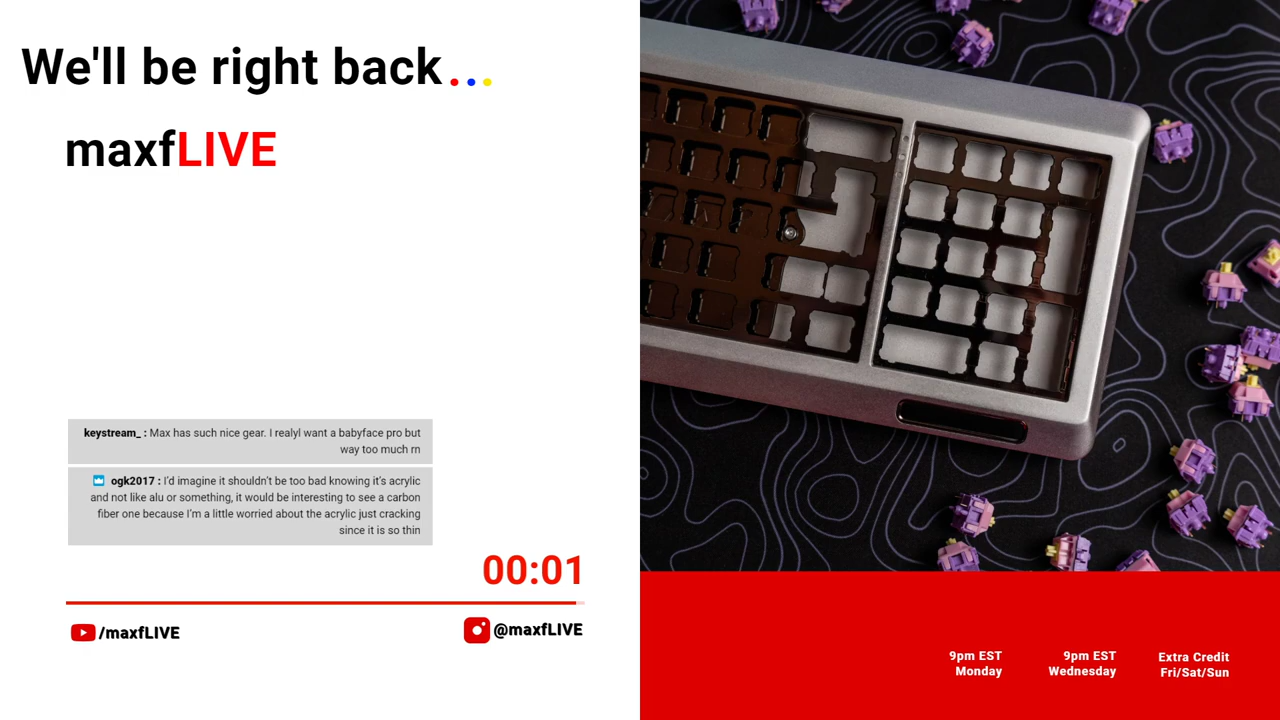 We'll be right back...
maxfLIVE
keystream_ : Max has such nice gear. I realyl want a babyface pro but
way too much rn
ogk2017 : I'd imagine it shouldn't be too bad knowing it's acrylic
and not like alu or something, it would be interesting to see a carbon
fiber one because I'm a little worried about the acrylic just cracking
since it is so thin
00:01
/maxfLIVE
@maxfLIVE
9pm EST
Monday
9pm EST
Wednesday
Extra Credit
Fri/Sat/Sun